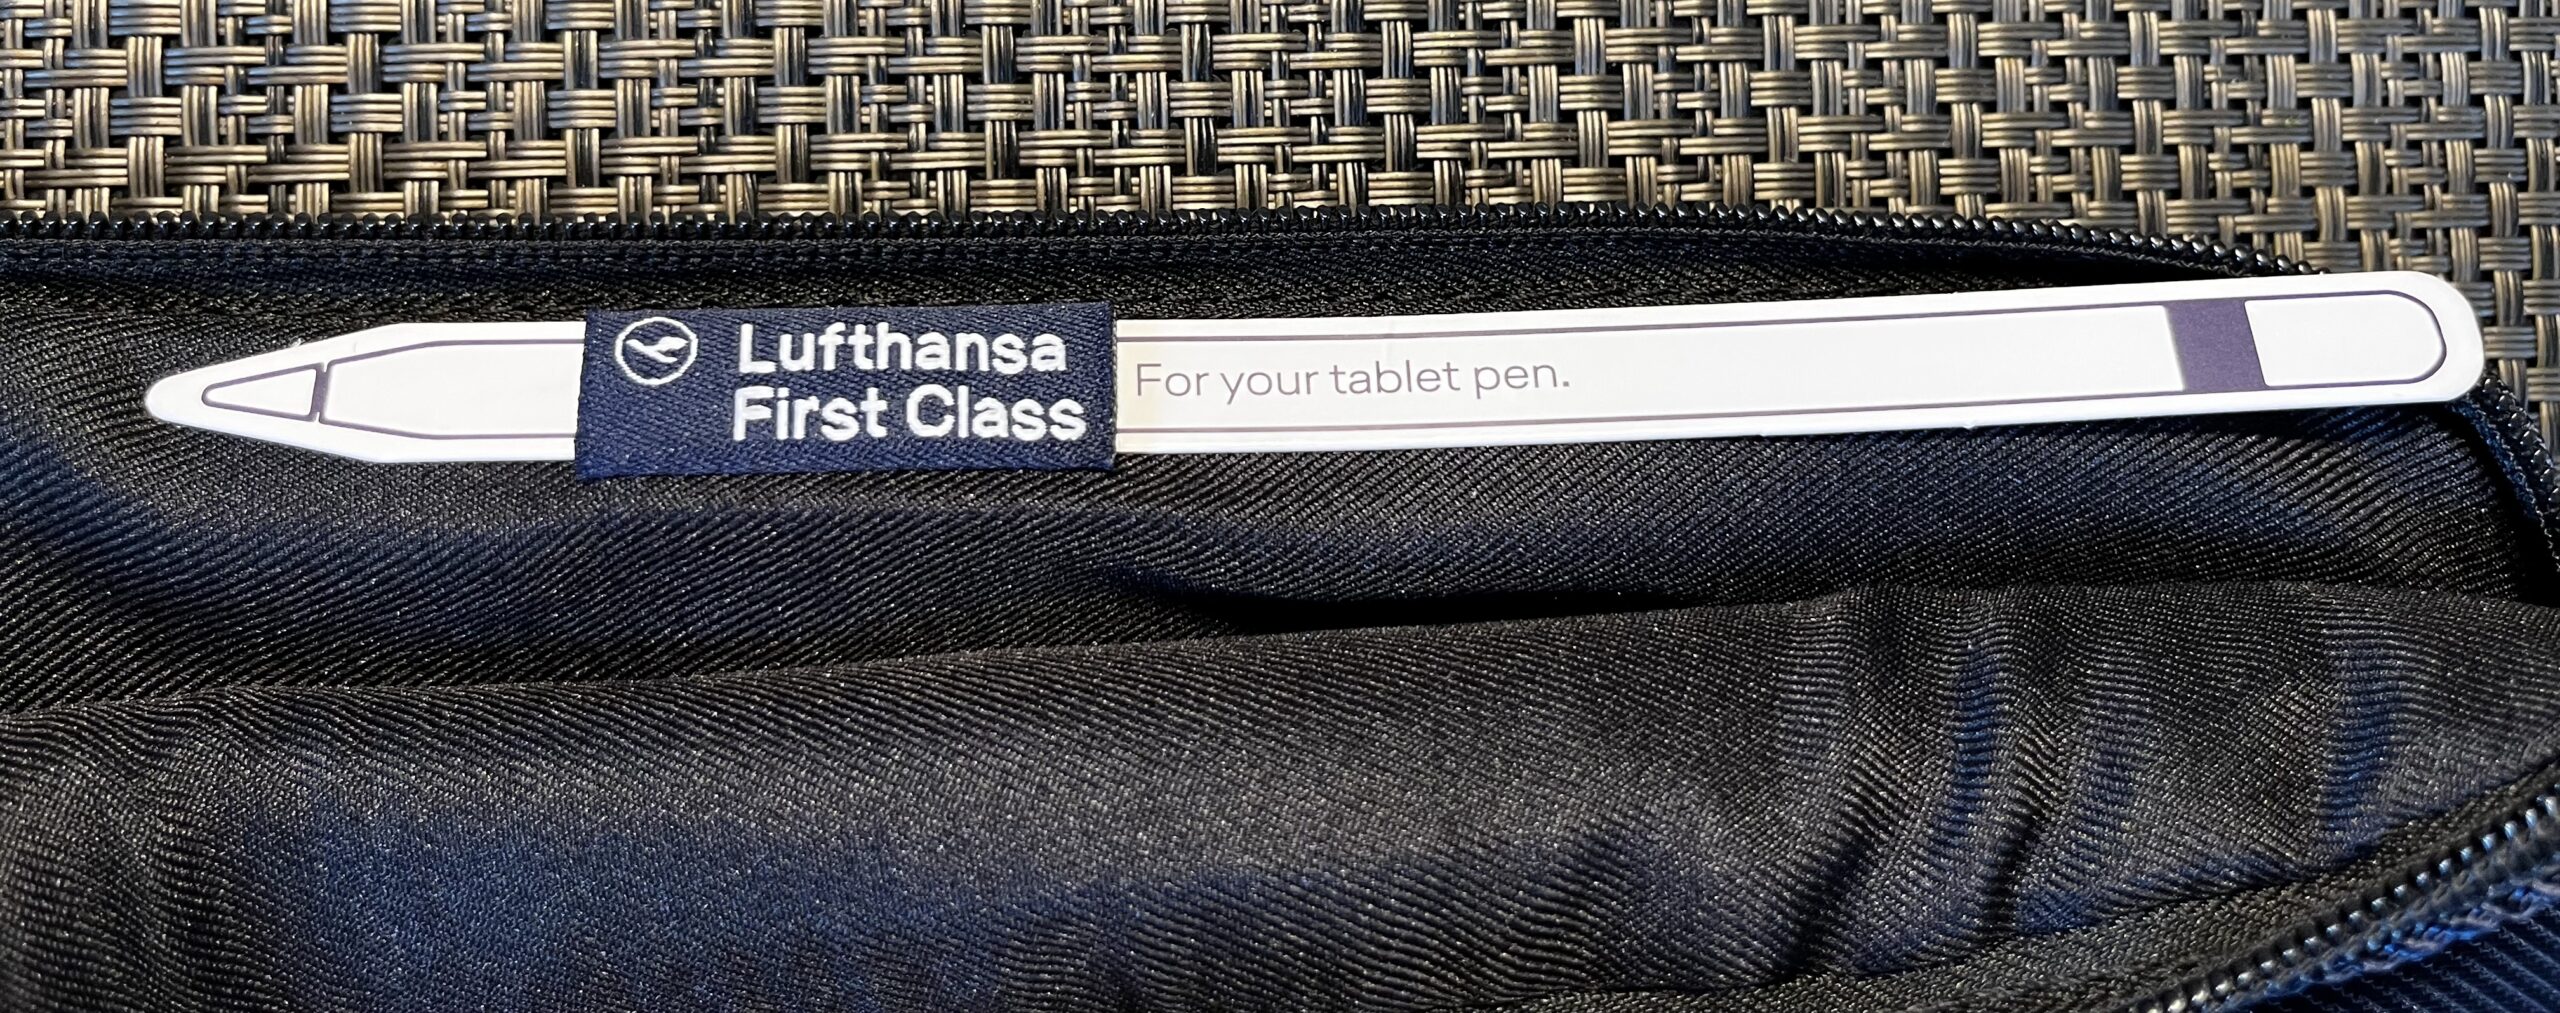 Lufthansa
First Class
For your tablet pen.